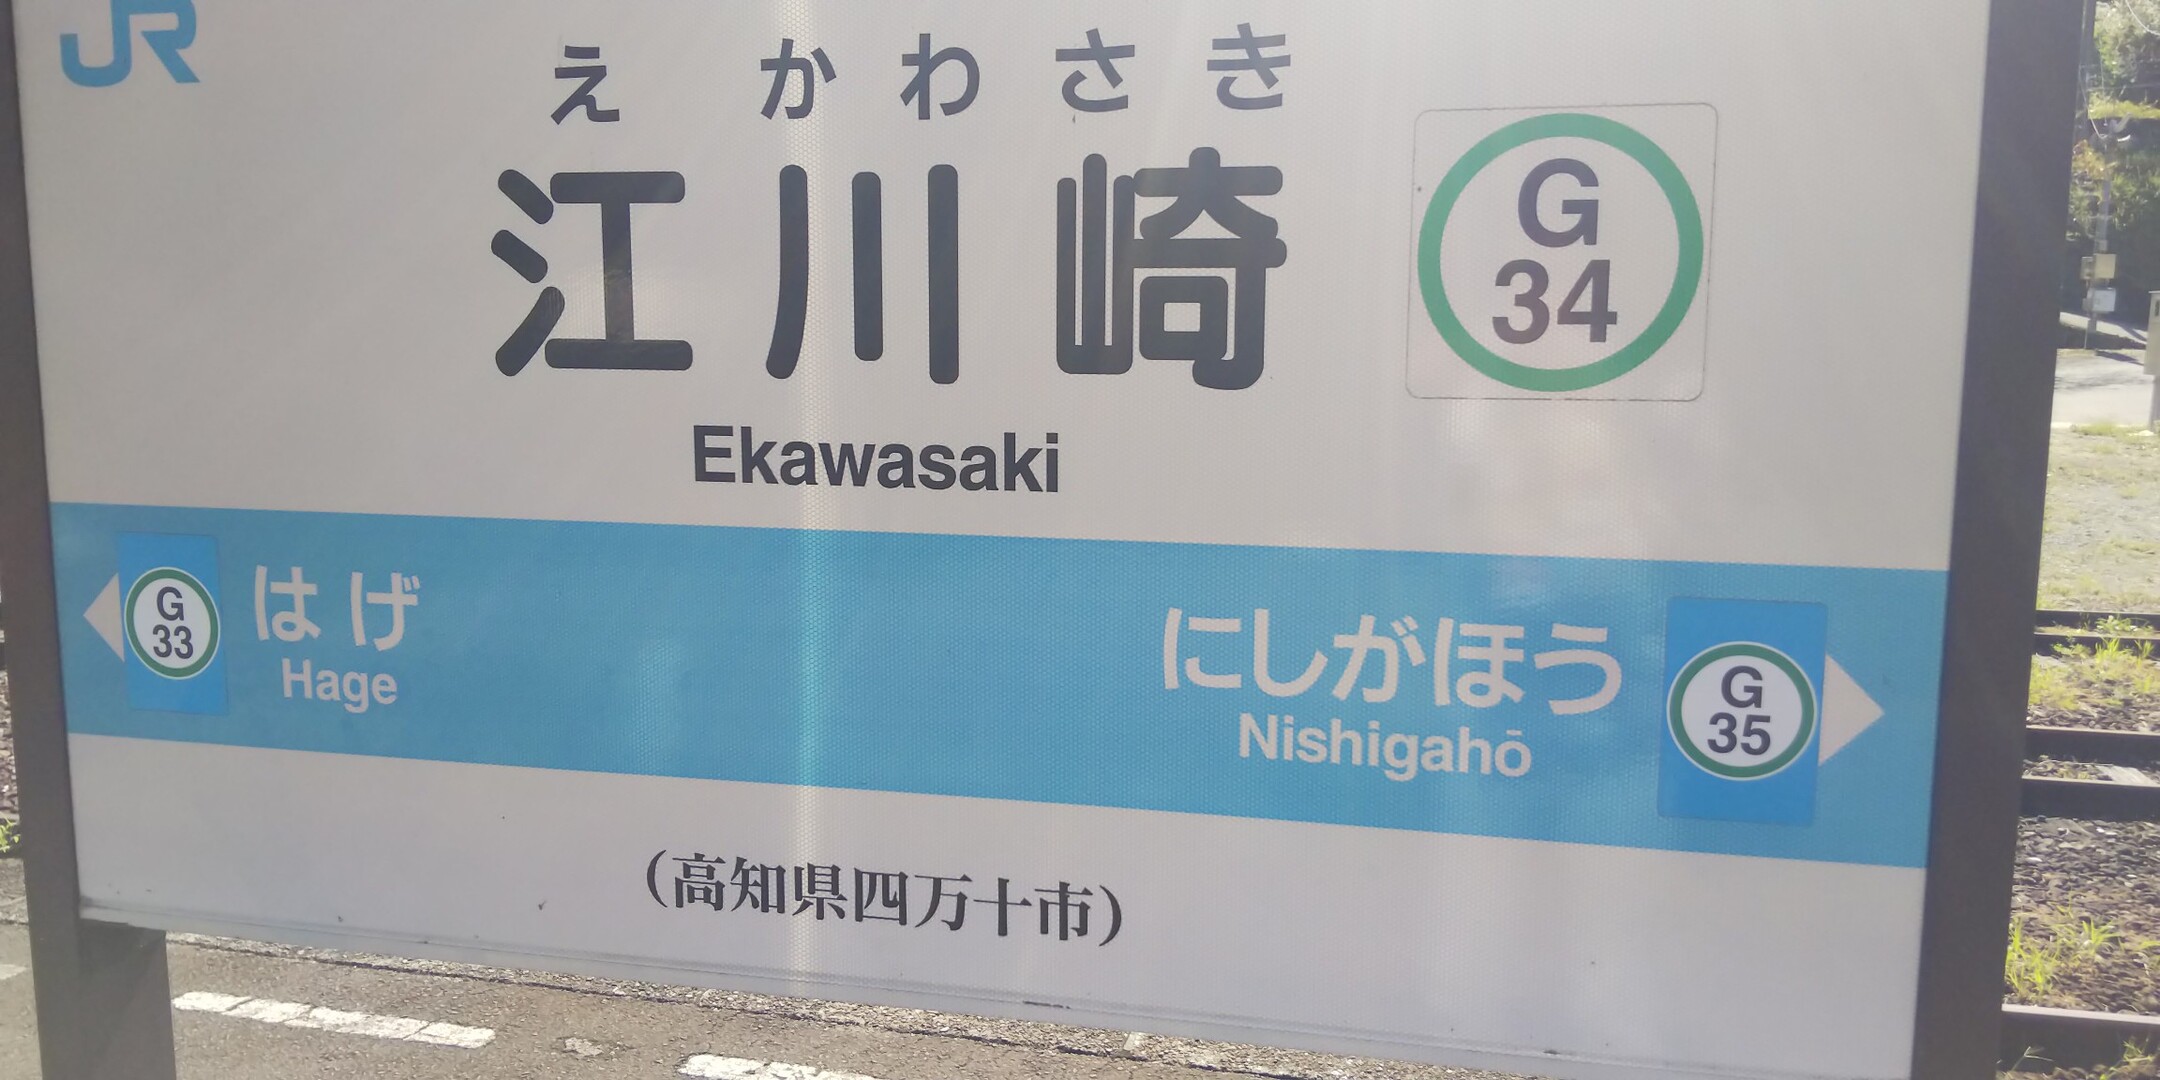 JR
えかわさき
江川崎
G
34
Ekawasaki
G
33
はげ
Hage
にしがほう
Nishigahō
G
35
(高知県四万十市)